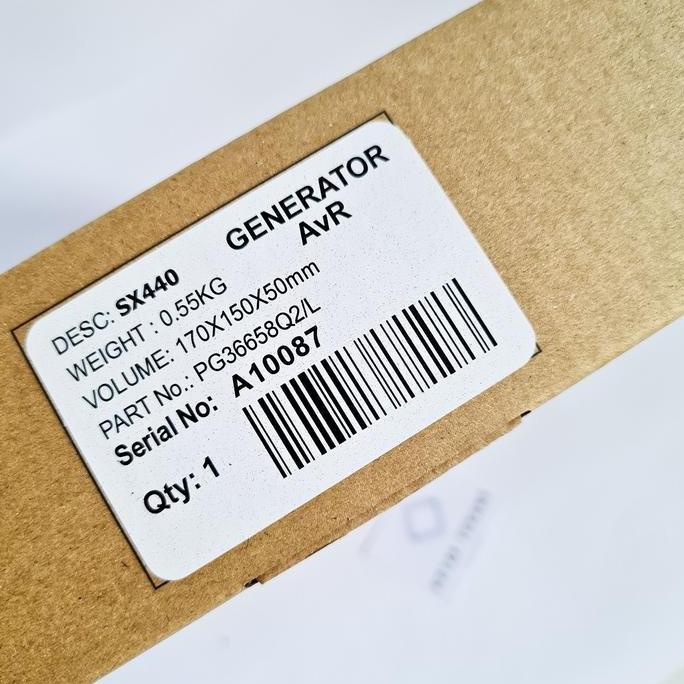 GENERATOR
AvR
DESC: SX440
WEIGHT : 0.55KG
VOLUME: 170X150X50mm
PART No.: PG36658Q2/L
Serial No: A10087
Qty: 1